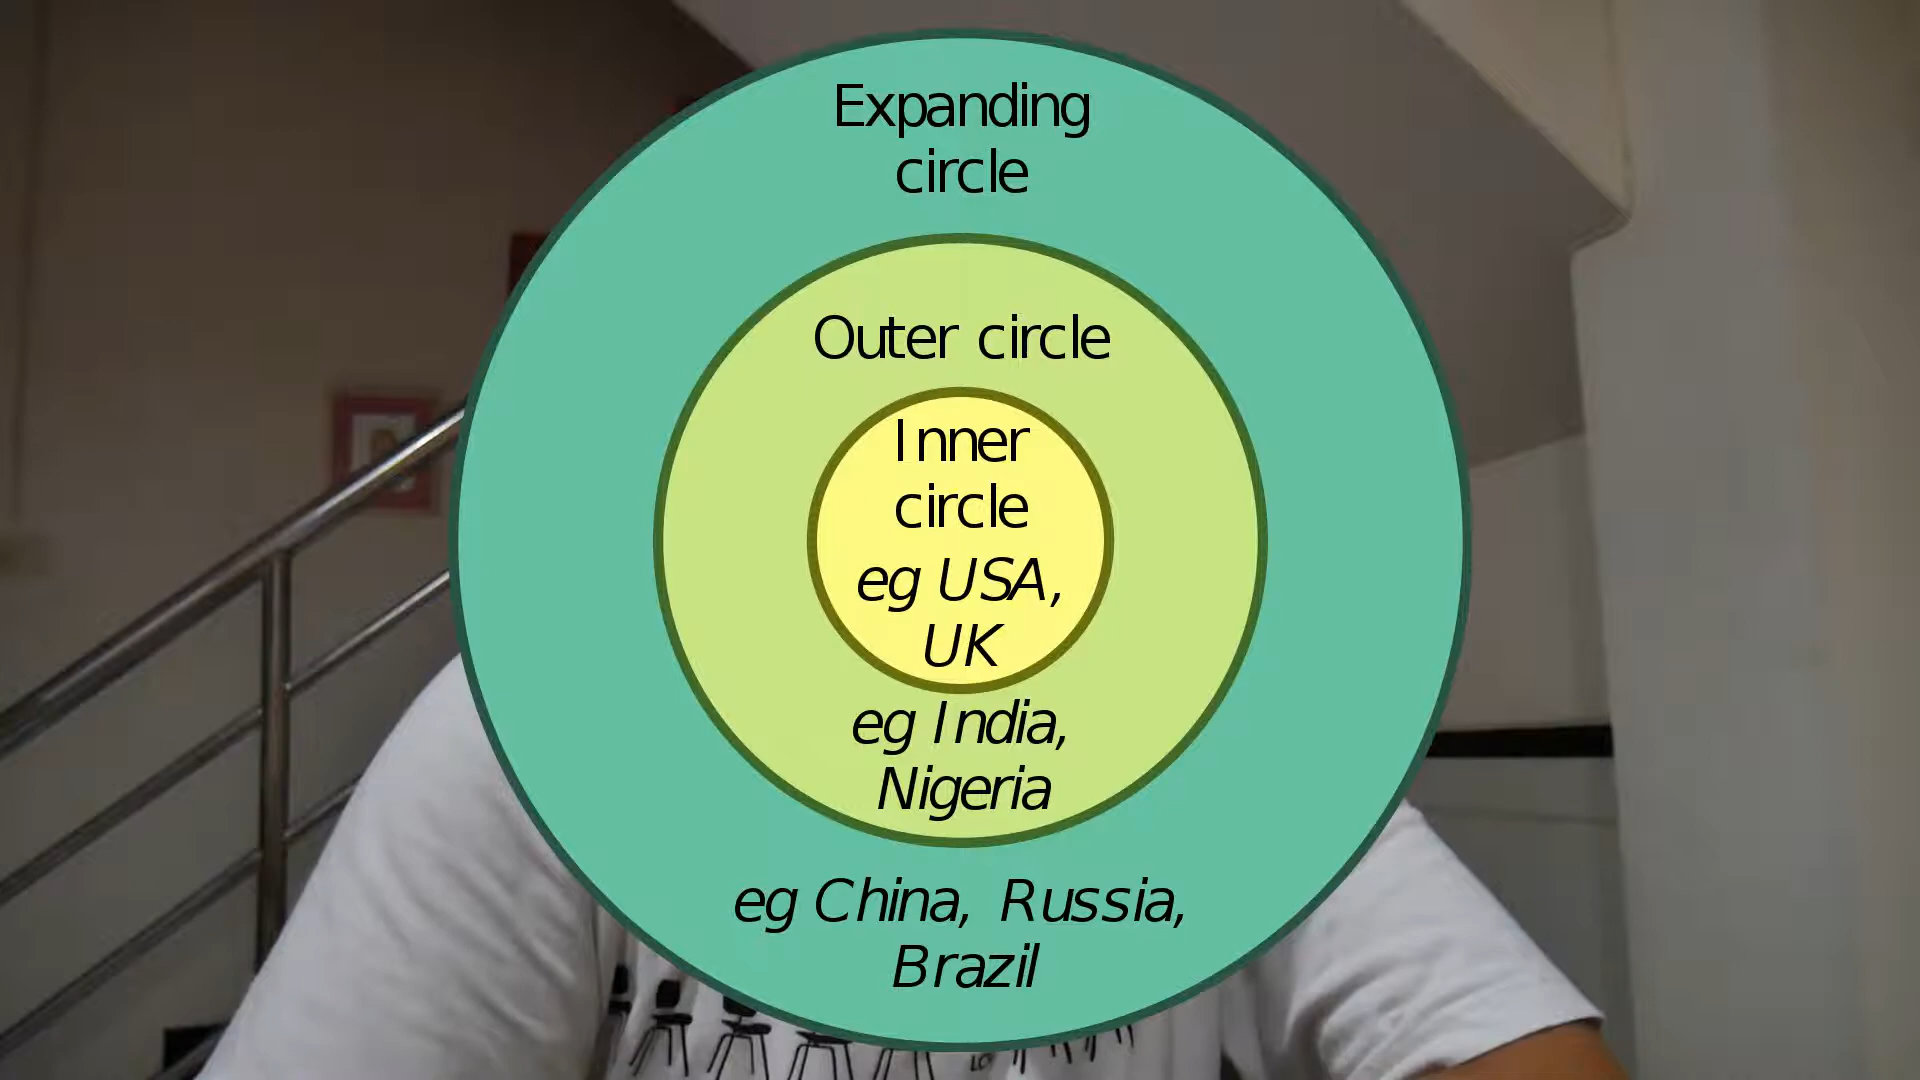 Expanding
circle
Outer circle
Inner
circle
eg USA,
UK
eg India,
Nigeria
eg China, Russia,
Brazil